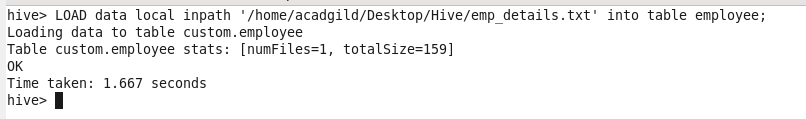 hive> LOAD data local inpath '/home/acadgild/Desktop/Hive/emp_details.txt' into table employee;
Loading data to table custom.employee
Table custom.employee stats: [numFiles=1, totalSize=159]
OK
Time taken: 1.667 seconds
hive>